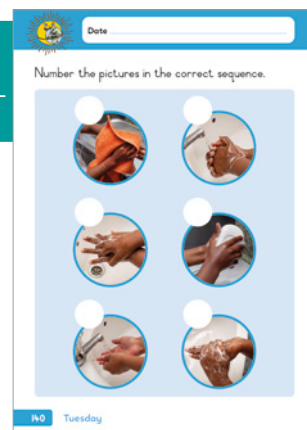 Date
Number the pictures in the correct sequence.
140 Tuesday